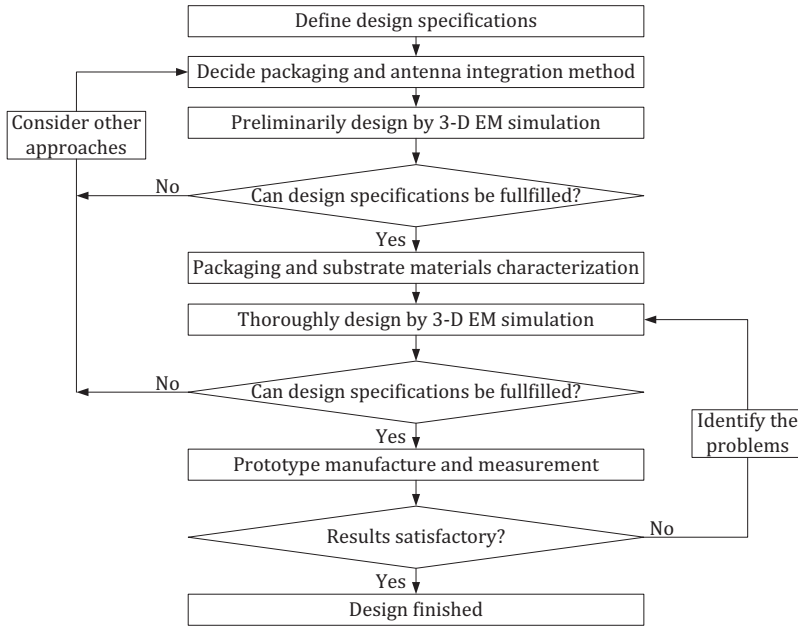 Define design specifications
Decide packaging and antenna integration method
Consider other
approaches
Preliminarily design by 3-D EM simulation
No
Can design specifications be fullfilled?
Yes
Packaging and substrate materials characterization
Thoroughly design by 3-D EM simulation
No
Can design specifications be fullfilled?
Identify the
problems
Yes
Prototype manufacture and measurement
Results satisfactory?
No
Yes
Design finished